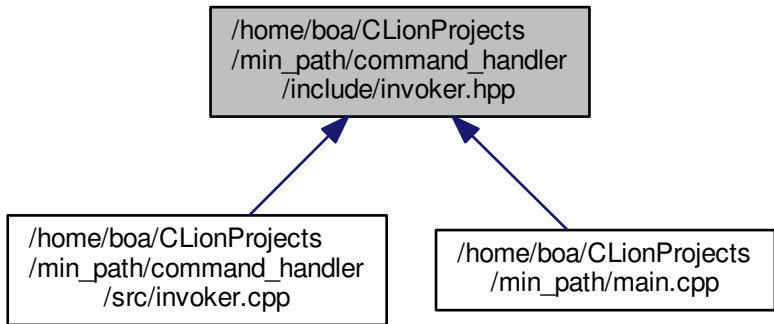 /home/boa/CLionProjects
/min_path/command_handler
/include/invoker.hpp
/home/boa/CLionProjects
/min_path/command_handler
/src/invoker.cpp
/home/boa/CLionProjects
/min_path/main.cpp